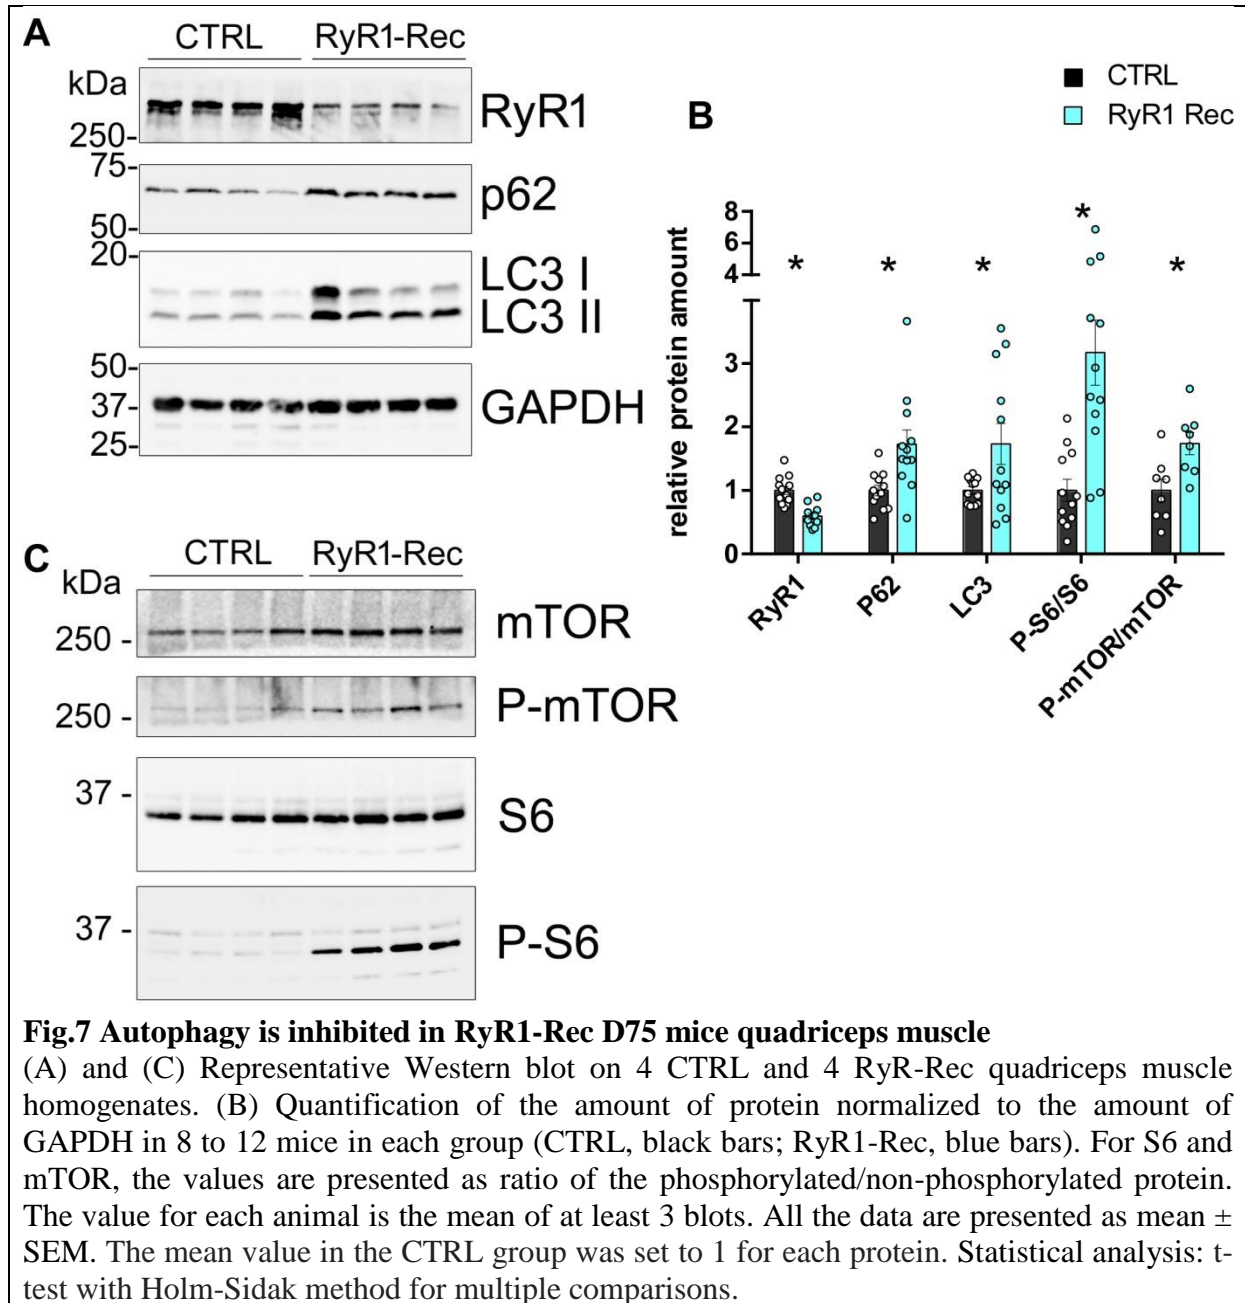 A
CTRL
RyR1-Rec
kDa
RyR1
250-
75-
p62
50-
20-
LC3 I
LC3 II
50-
37-
GAPDH
25-
CTRL
RyR1 Rec
B
relative protein amount
8
6
4
3
2
1
0
*
*
*
*
*
RyR1
P62
LC3
P-S6/S6
P-mTOR/mTOR
C
CTRL
RyR1-Rec
kDa
mTOR
250 -
P-mTOR
250 -
37 -
S6
37 -
P-S6
Fig.7 Autophagy is inhibited in RyR1-Rec D75 mice quadriceps muscle
(A) and (C) Representative Western blot on 4 CTRL and 4 RyR-Rec quadriceps muscle
homogenates. (B) Quantification of the amount of protein normalized to the amount of
GAPDH in 8 to 12 mice in each group (CTRL, black bars; RyR1-Rec, blue bars). For S6 and
mTOR, the values are presented as ratio of the phosphorylated/non-phosphorylated protein.
The value for each animal is the mean of at least 3 blots. All the data are presented as mean ±
SEM. The mean value in the CTRL group was set to 1 for each protein. Statistical analysis: t-
test with Holm-Sidak method for multiple comparisons.